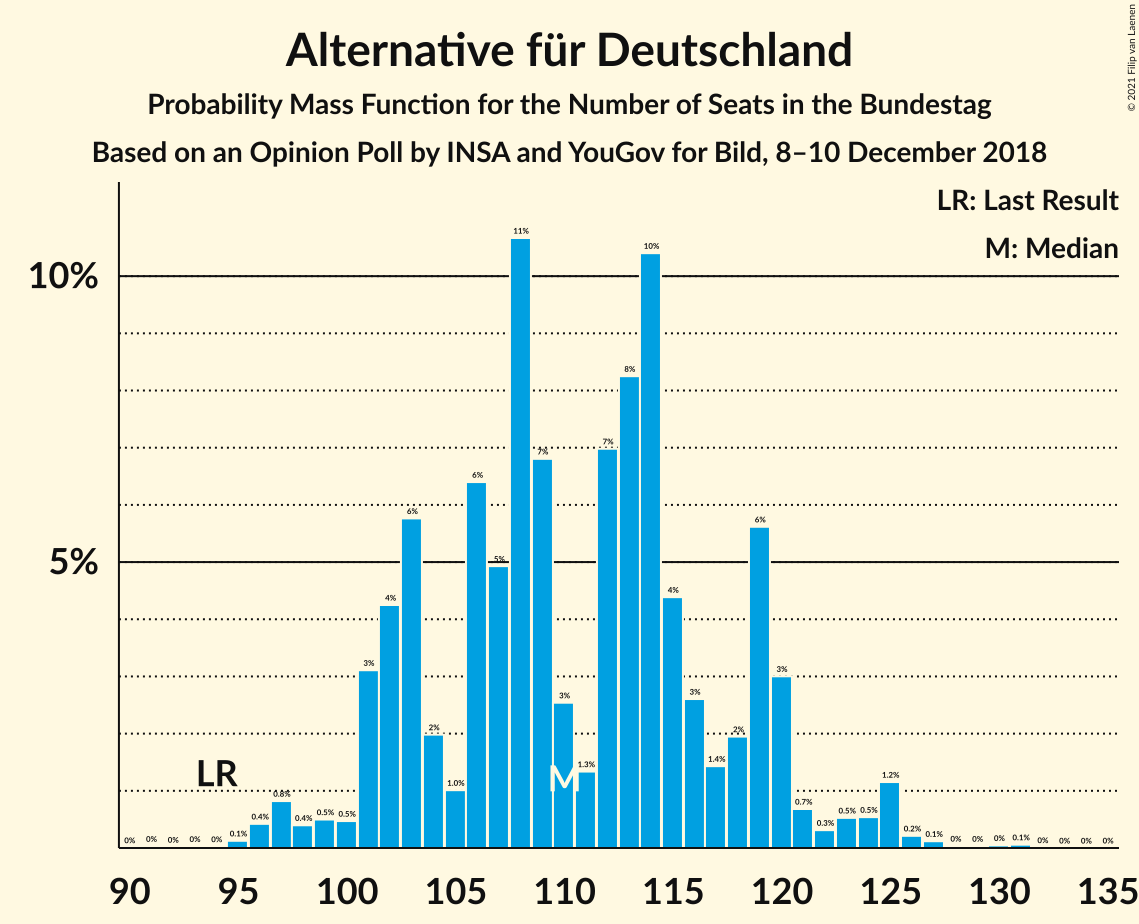 Alternative für Deutschland
Probability Mass Function for the Number of Seats in the Bundestag
Based on an Opinion Poll by INSA and YouGov for Bild, 8–10 December 2018
© 2021 Filip van Laenen
LR: Last Result
M: Median
10%
5%
LR
M
0% 0% 0% 0% 0% 0.1% 0.4% 0.8% 0.4% 0.5% 0.5% 3% 4% 6% 2% 1.0% 6% 5% 11% 7% 3% 1.3% 7% 8% 10% 4% 3% 1.4% 2% 6% 3% 0.7% 0.3% 0.5% 0.5% 1.2% 0.2% 0.1% 0% 0% 0% 0.1% 0% 0% 0% 0%
90 95 100 105 110 115 120 125 130 135